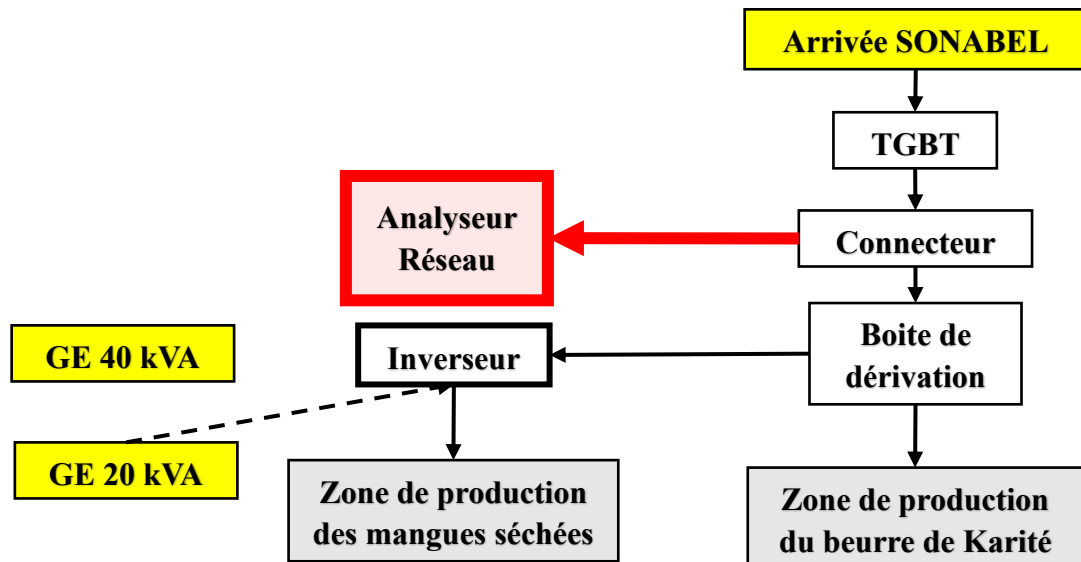 Arrivée SONABEL
TGBT
Analyseur
Réseau
Connecteur
GE 40 kVA
Inverseur
Boite de
dérivation
GE 20 kVA
Zone de production
des mangues séchées
Zone de production
du beurre de Karité